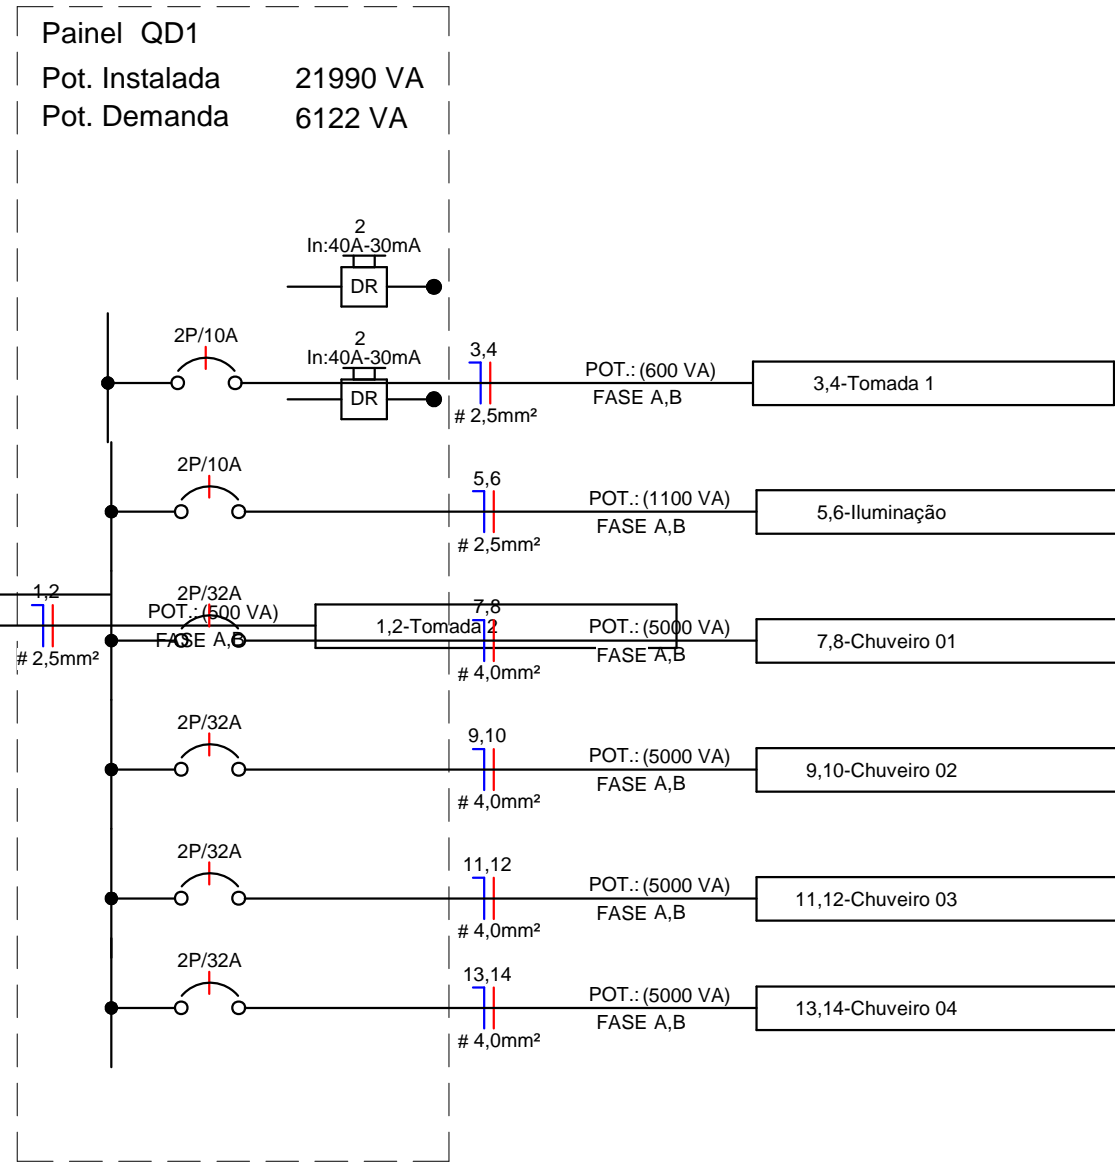 Painel QD1
Pot. Instalada 21990 VA
Pot. Demanda 6122 VA
2
In:40A-30mA
DR
2P/10A
2
In:40A-30mA
DR
3,4
# 2,5mm²
POT.: (600 VA)
FASE A,B
3,4-Tomada 1
2P/10A
5,6
# 2,5mm²
POT.: (1100 VA)
FASE A,B
5,6-Iluminação
1,2
# 2,5mm²
POT.: (500 VA)
FASE A,B
1,2-Tomada 2
2P/32A
7,8
# 4,0mm²
POT.: (5000 VA)
FASE A,B
7,8-Chuveiro 01
2P/32A
9,10
# 4,0mm²
POT.: (5000 VA)
FASE A,B
9,10-Chuveiro 02
2P/32A
11,12
# 4,0mm²
POT.: (5000 VA)
FASE A,B
11,12-Chuveiro 03
2P/32A
13,14
# 4,0mm²
POT.: (5000 VA)
FASE A,B
13,14-Chuveiro 04